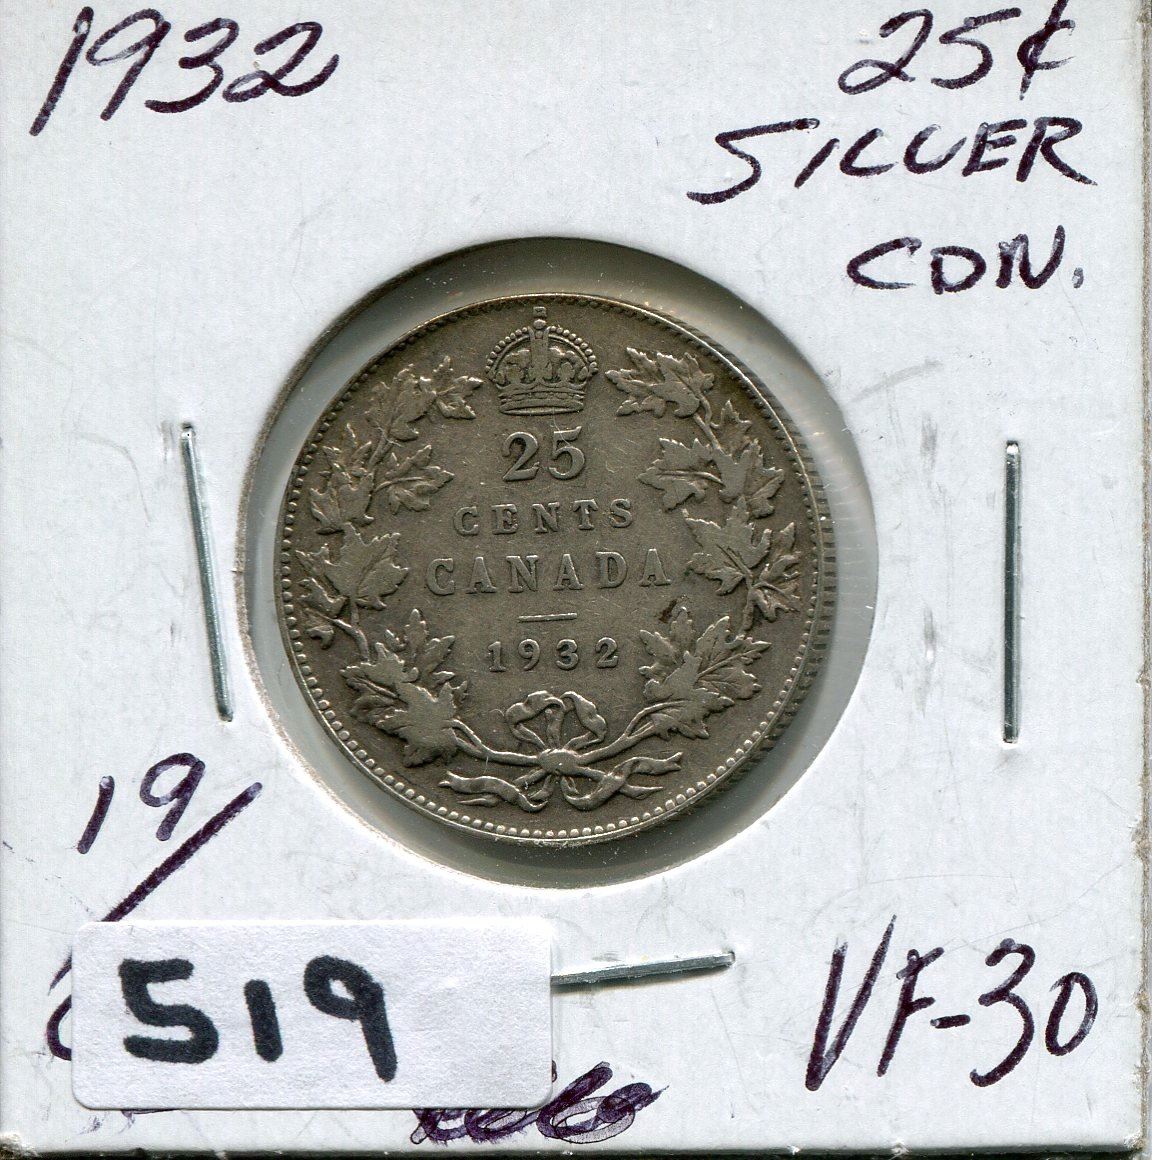 1932
25¢
SILVER
CDN.
25
CENTS
CANADA
1932
19/
519
VF-30